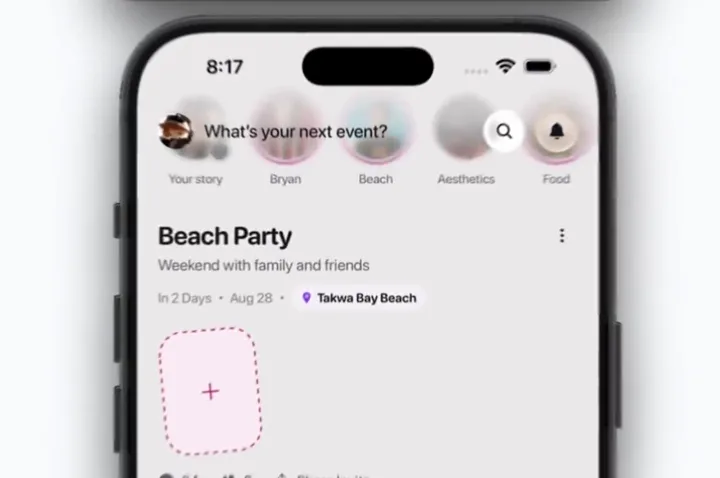 8:17
What's your next event?
Your story Bryan Beach Aesthetics Food
Beach Party
Weekend with family and friends
In 2 Days • Aug 28 • Takwa Bay Beach